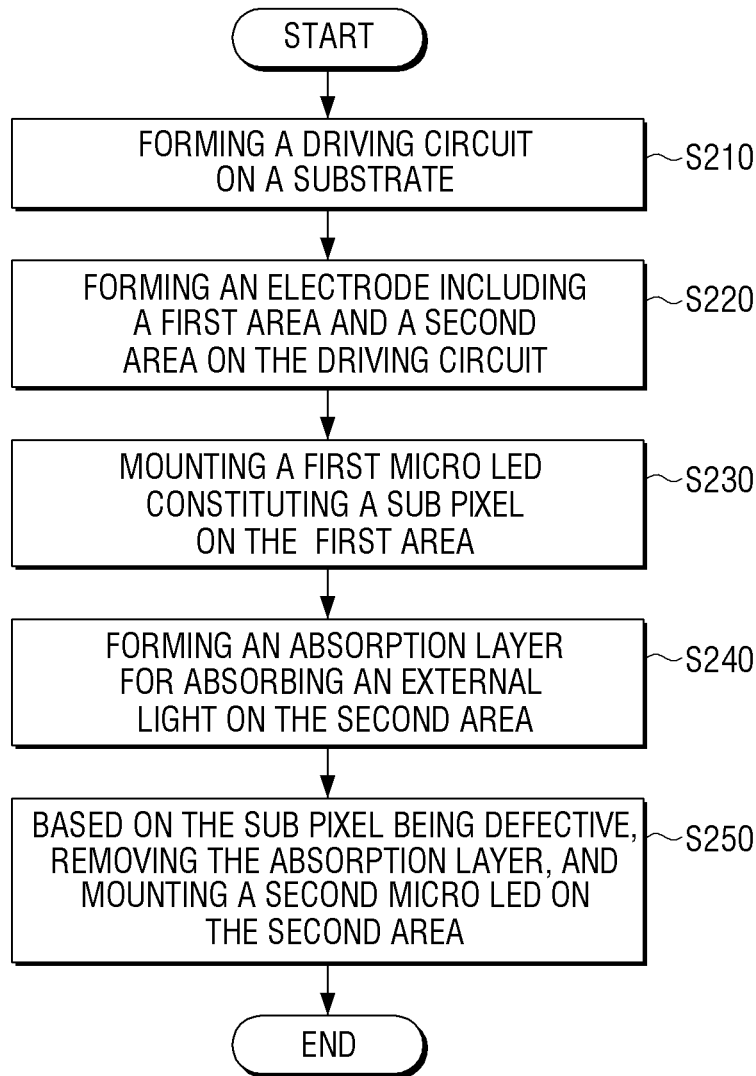 START
FORMING A DRIVING CIRCUIT
ON A SUBSTRATE
S210
FORMING AN ELECTRODE INCLUDING
A FIRST AREA AND A SECOND
AREA ON THE DRIVING CIRCUIT
S220
MOUNTING A FIRST MICRO LED
CONSTITUTING A SUB PIXEL
ON THE FIRST AREA
S230
FORMING AN ABSORPTION LAYER
FOR ABSORBING AN EXTERNAL
LIGHT ON THE SECOND AREA
S240
BASED ON THE SUB PIXEL BEING DEFECTIVE,
REMOVING THE ABSORPTION LAYER, AND
MOUNTING A SECOND MICRO LED ON
THE SECOND AREA
S250
END